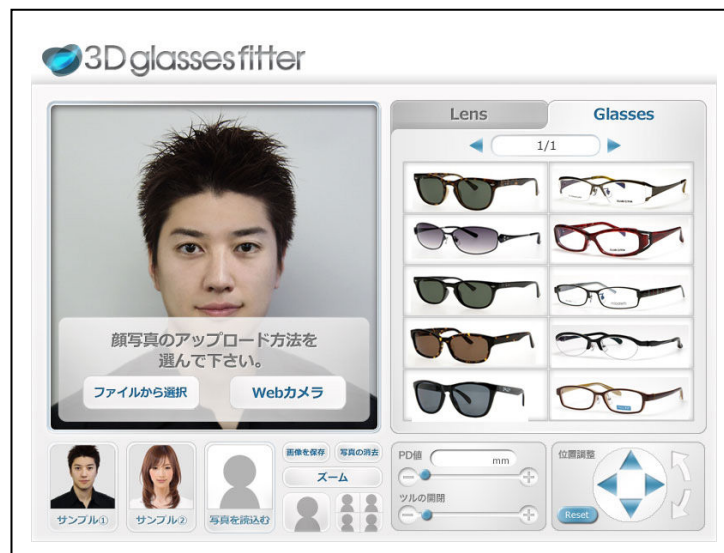 3D glasses fitter
Lens
Glasses
1/1
顔写真のアップロード方法を
選んで下さい。
ファイルから選択
Webカメラ
画像を保存
写真の消去
ズーム
サンプル①
サンプル②
写真を読込む
PD値
mm
ツルの開閉
位置調整
Reset